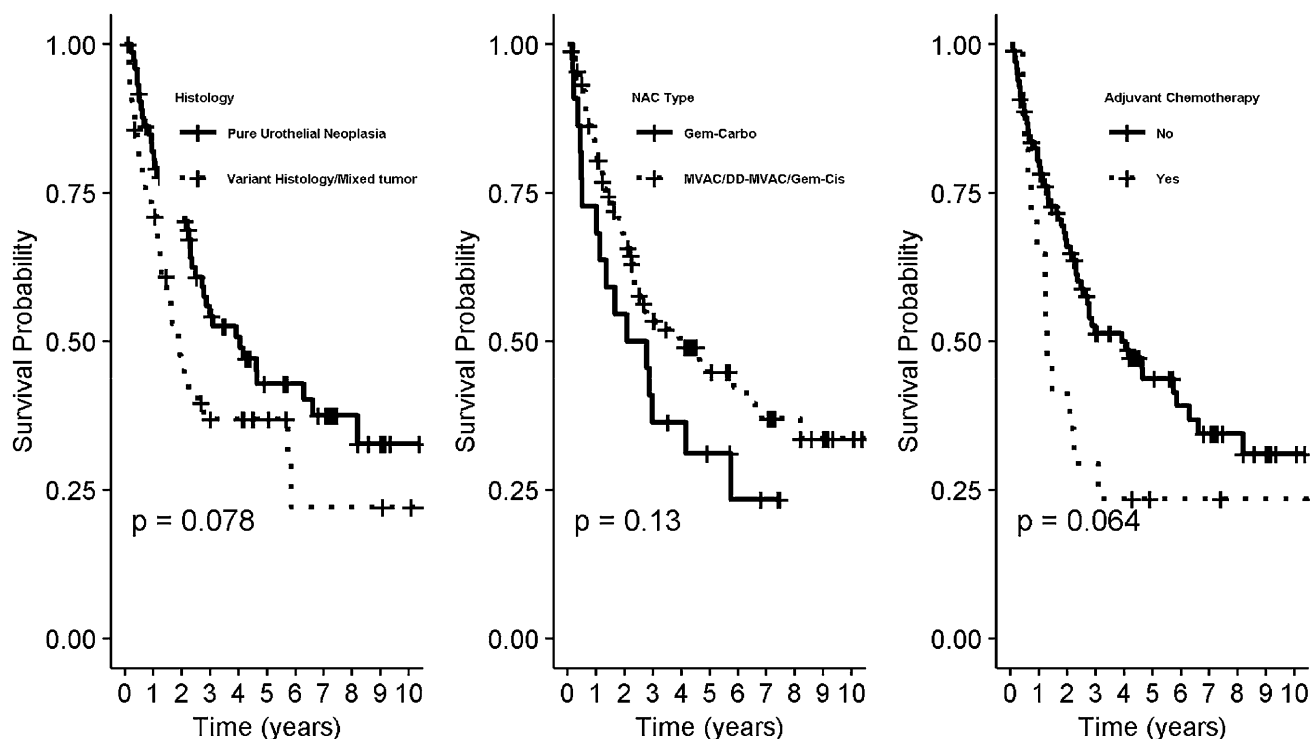 Survival Probability
1.00
0.75
0.50
0.25
0.00
Histology
Pure Urothelial Neoplasia
Variant Histology/Mixed tumor
p = 0.078
0 1 2 3 4 5 6 7 8 9 10
Time (years)
Survival Probability
1.00
0.75
0.50
0.25
0.00
NAC Type
Gem-Carbo
MVAC/DD-MVAC/Gem-Cis
p = 0.13
0 1 2 3 4 5 6 7 8 9 10
Time (years)
Survival Probability
1.00
0.75
0.50
0.25
0.00
Adjuvant Chemotherapy
No
Yes
p = 0.064
0 1 2 3 4 5 6 7 8 9 10
Time (years)